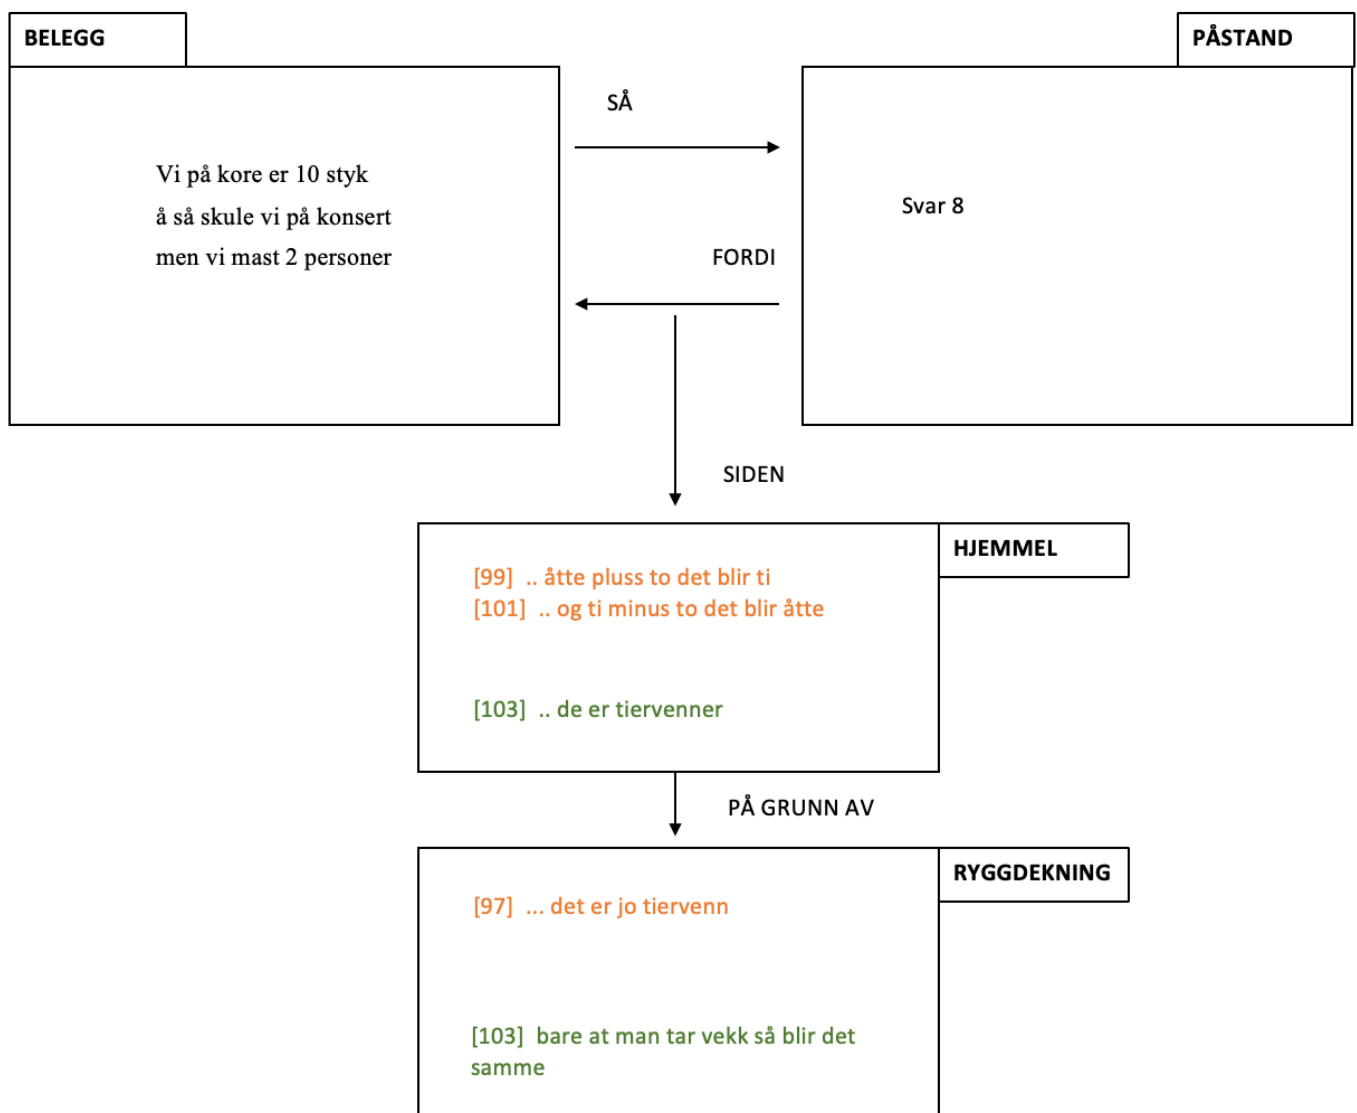 BELEGG
PÅSTAND
SÅ
Vi på kore er 10 styk
å så skule vi på konsert
men vi mast 2 personer
Svar 8
FORDI
SIDEN
HJEMMEL
[99] .. åtte pluss to det blir ti
[101] .. og ti minus to det blir åtte
[103] .. de er tiervenner
PÅ GRUNN AV
RYGGDEKNING
[97] ... det er jo tiervenn
[103] bare at man tar vekk så blir det
samme